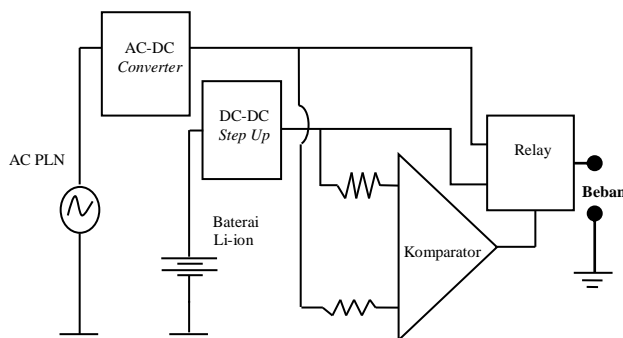 AC-DC
Converter
DC-DC
Step Up
AC PLN
Relay
Beban
Baterai
Li-ion
Komparator